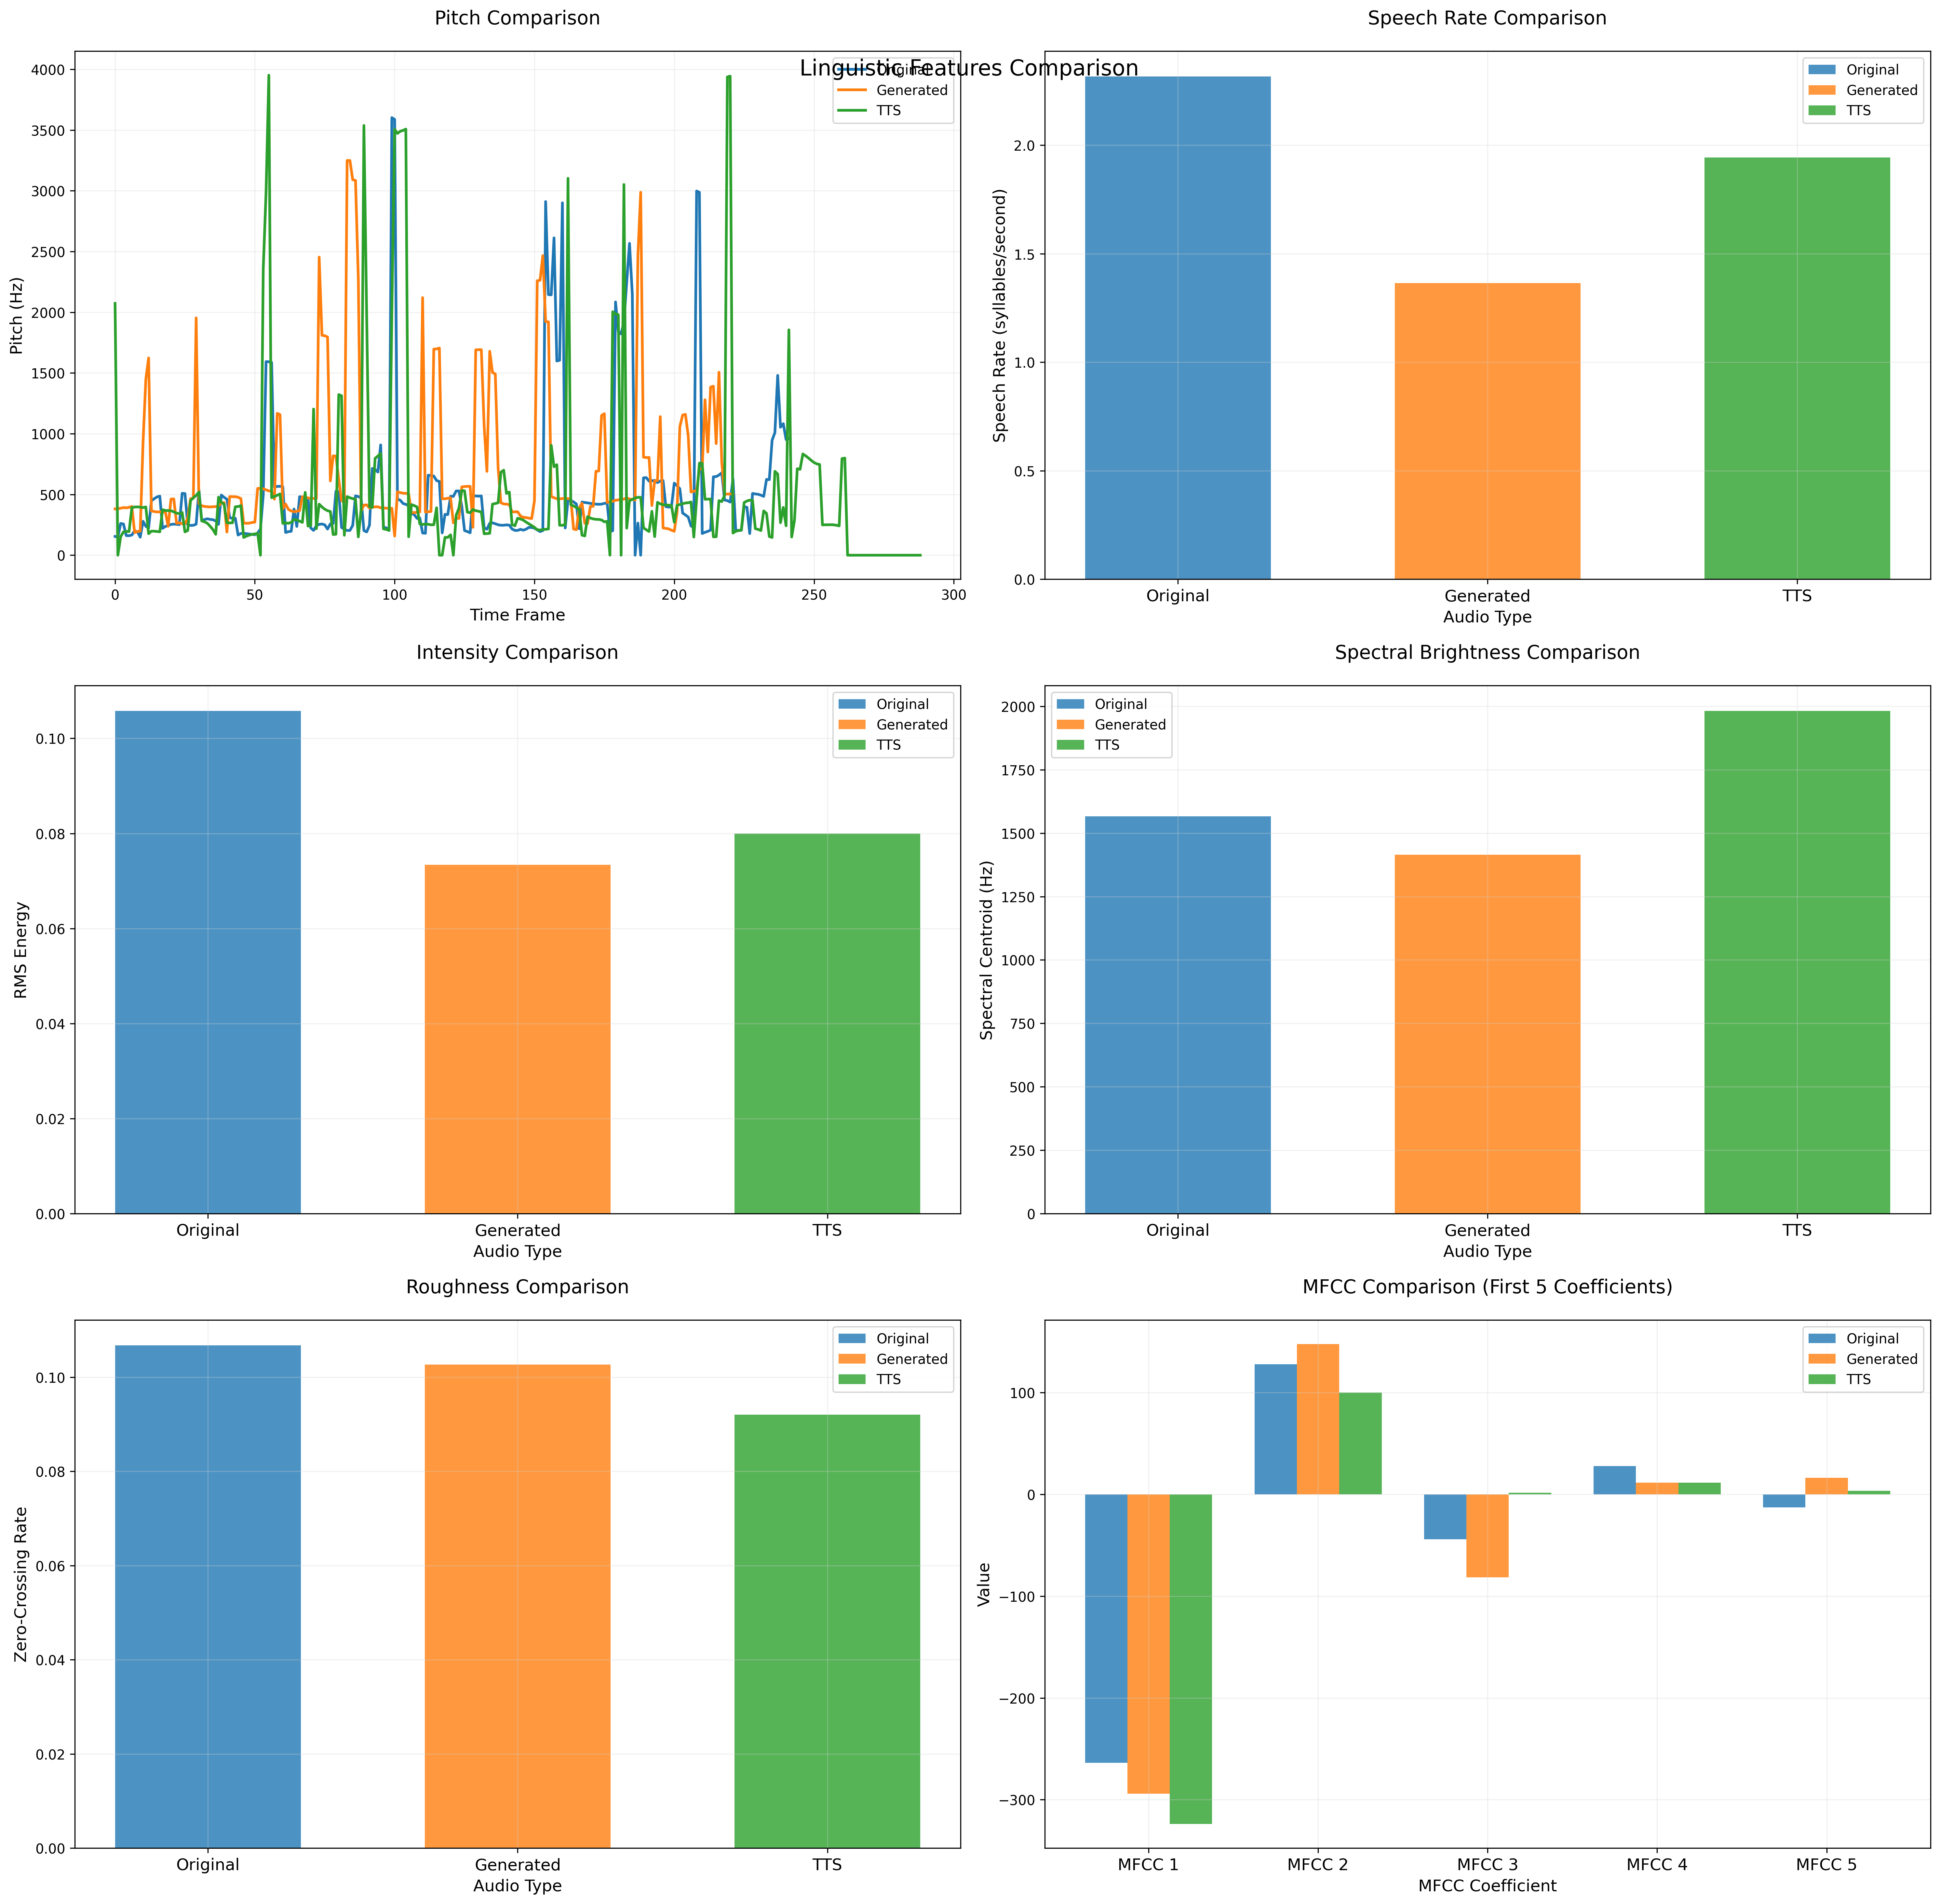 Pitch Comparison
Speech Rate Comparison
Linguistic Features Comparison
4000
3500
3000
2500
2000
1500
1000
500
0
Pitch (Hz)
0
50
100
150
200
250
300
Time Frame
Original
Generated
TTS
2.0
1.5
1.0
0.5
0.0
Speech Rate (syllables/second)
Original
Generated
TTS
Audio Type
Original
Generated
TTS
Intensity Comparison
0.10
0.08
0.06
0.04
0.02
0.00
RMS Energy
Original
Generated
TTS
Audio Type
Original
Generated
TTS
Spectral Brightness Comparison
2000
1750
1500
1250
1000
750
500
250
0
Spectral Centroid (Hz)
Original
Generated
TTS
Audio Type
Original
Generated
TTS
Roughness Comparison
0.10
0.08
0.06
0.04
0.02
0.00
Zero-Crossing Rate
Original
Generated
TTS
Audio Type
Original
Generated
TTS
MFCC Comparison (First 5 Coefficients)
100
0
−100
−200
−300
Value
Original
Generated
TTS
MFCC 1
MFCC 2
MFCC 3
MFCC 4
MFCC 5
MFCC Coefficient